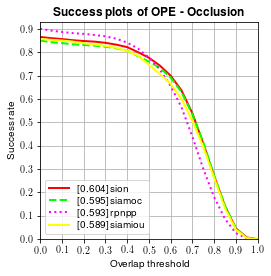 Success plots of OPE - Occlusion
Success rate
0.9
0.8
0.7
0.6
0.5
0.4
0.3
0.2
0.1
0.0
[0.604] sion
[0.595] siamoc
[0.593] rpnpp
[0.589] siamiou
0.0 0.1 0.2 0.3 0.4 0.5 0.6 0.7 0.8 0.9 1.0
Overlap threshold